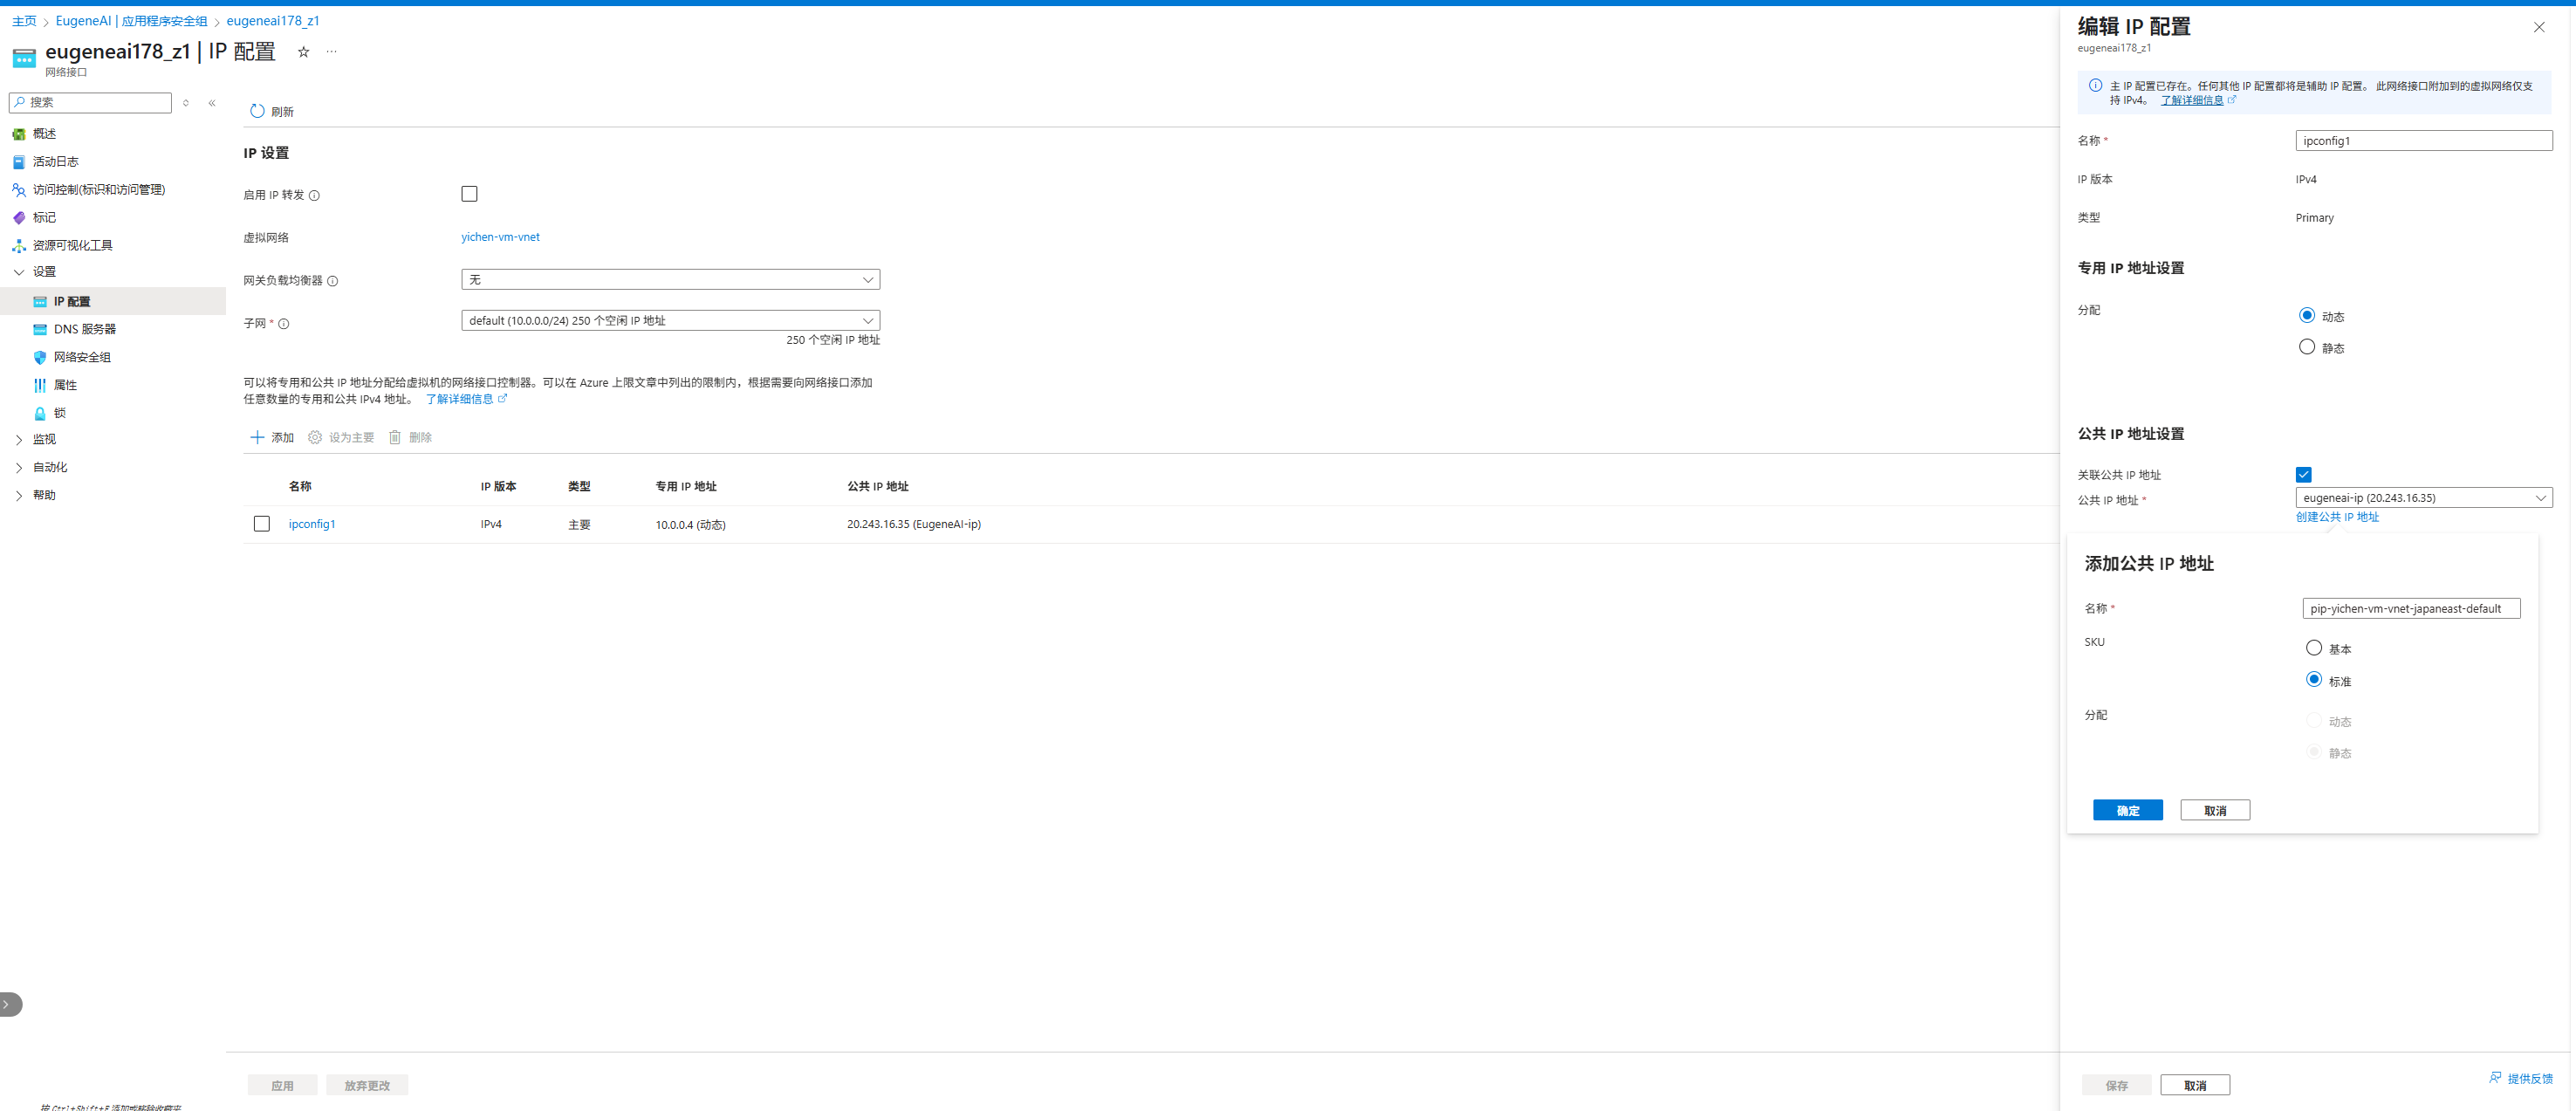 主页 > EugeneAI | 应用程序安全组 > eugeneai178_z1
eugeneai178_z1 | IP 配置
网络接口
搜索
概述
活动日志
访问控制(标识和访问管理)
标记
资源可视化工具
设置
IP 配置
DNS 服务器
网络安全组
属性
锁
监视
自动化
帮助
刷新
IP 设置
启用 IP 转发
虚拟网络 yichen-vm-vnet
网关负载均衡器 无
子网 * default (10.0.0.0/24) 250 个空闲 IP 地址
250 个空闲 IP 地址
可以将专用和公共 IP 地址分配给虚拟机的网络接口控制器。可以在 Azure 上限文章中列出的限制内，根据需要向网络接口添加
任意数量的专用和公共 IPv4 地址。 了解详细信息
添加 设为主要 删除
名称 IP 版本 类型 专用 IP 地址 公共 IP 地址
ipconfig1 IPv4 主要 10.0.0.4 (动态) 20.243.16.35 (EugeneAI-ip)
应用 放弃更改
按 Ctrl+Shift+F 添加或移除收藏夹
编辑 IP 配置
eugeneai178_z1
主 IP 配置已存在。任何其他 IP 配置都将是辅助 IP 配置。 此网络接口附加到的虚拟网络仅支
持 IPv4。 了解详细信息
名称 * ipconfig1
IP 版本 IPv4
类型 Primary
专用 IP 地址设置
分配 动态
静态
公共 IP 地址设置
关联公共 IP 地址
公共 IP 地址 * eugeneai-ip (20.243.16.35)
创建公共 IP 地址
添加公共 IP 地址
名称 * pip-yichen-vm-vnet-japaneast-default
SKU 基本
标准
分配 动态
静态
确定 取消
保存 取消 提供反馈